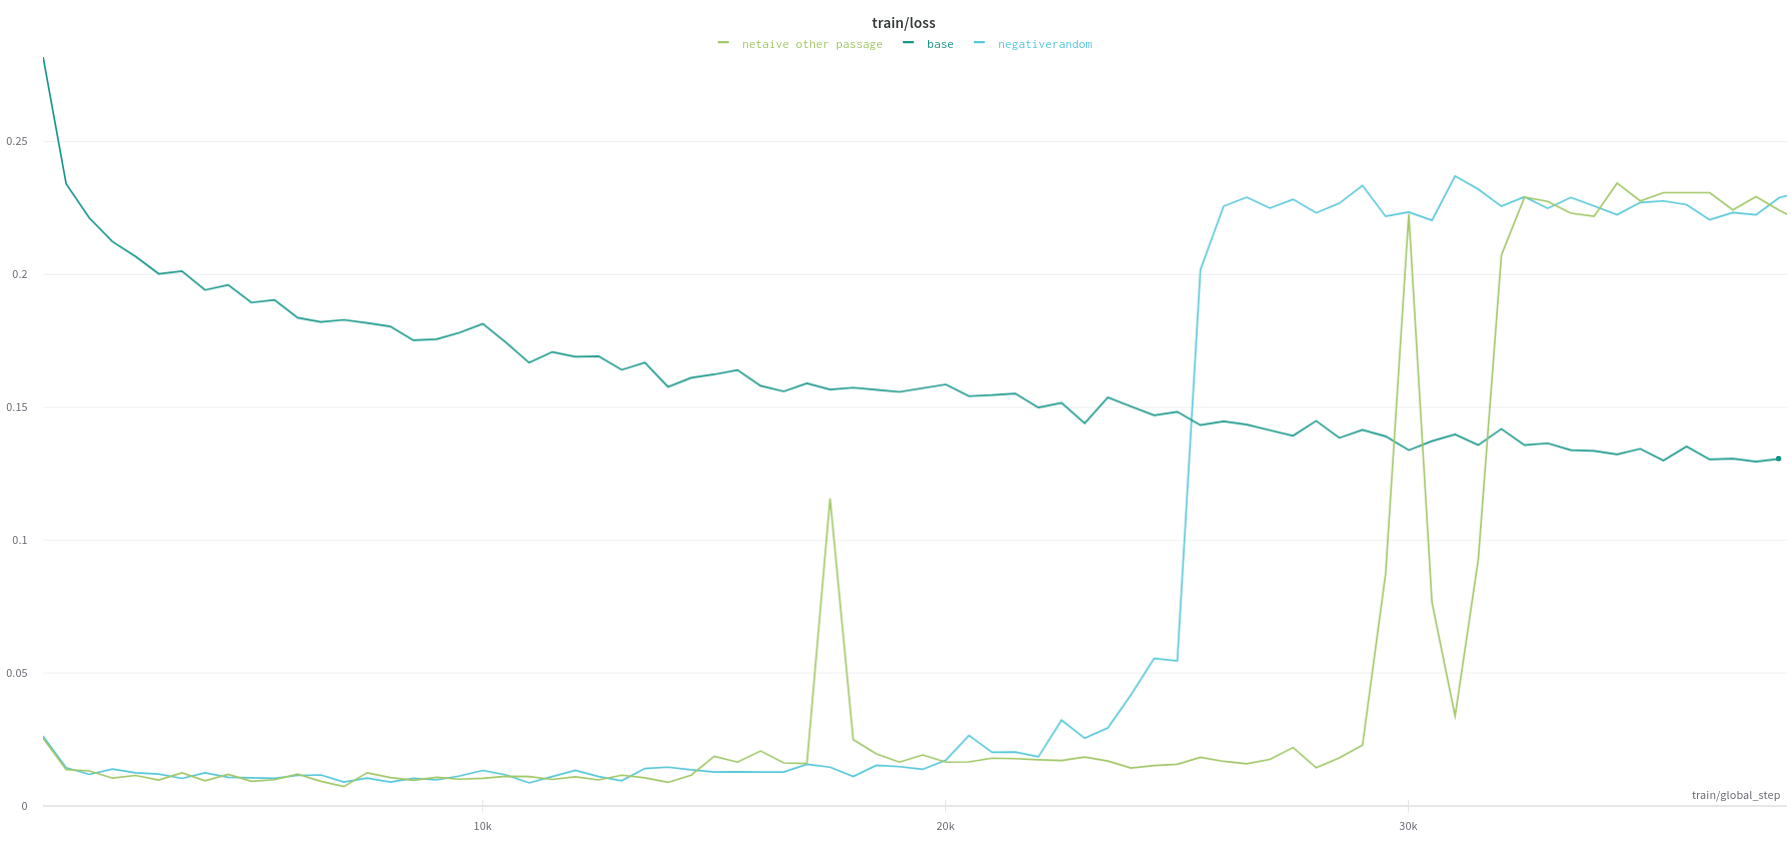 train/loss
netaive other passage base negativerandom
0.25
0.2
0.15
0.1
0.05
0
train/global_step
10k 20k 30k